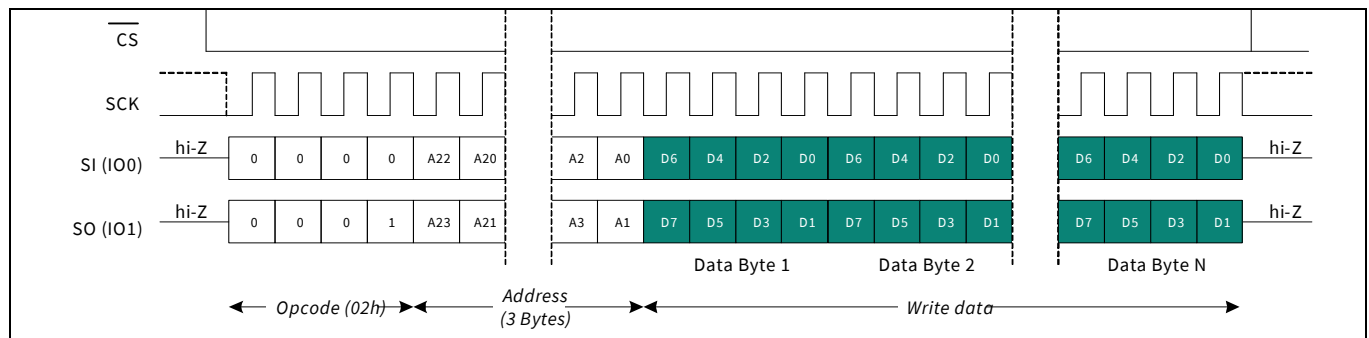 CS
SCK
SI (IO0) hi-Z 0 0 0 0 A22 A20 A2 A0 D6 D4 D2 D0 D6 D4 D2 D0 D6 D4 D2 D0 hi-Z
SO (IO1) hi-Z 0 0 0 1 A23 A21 A3 A1 D7 D5 D3 D1 D7 D5 D3 D1 D7 D5 D3 D1 hi-Z
Data Byte 1 Data Byte 2 Data Byte N
Opcode (02h) Address Write data
(3 Bytes)